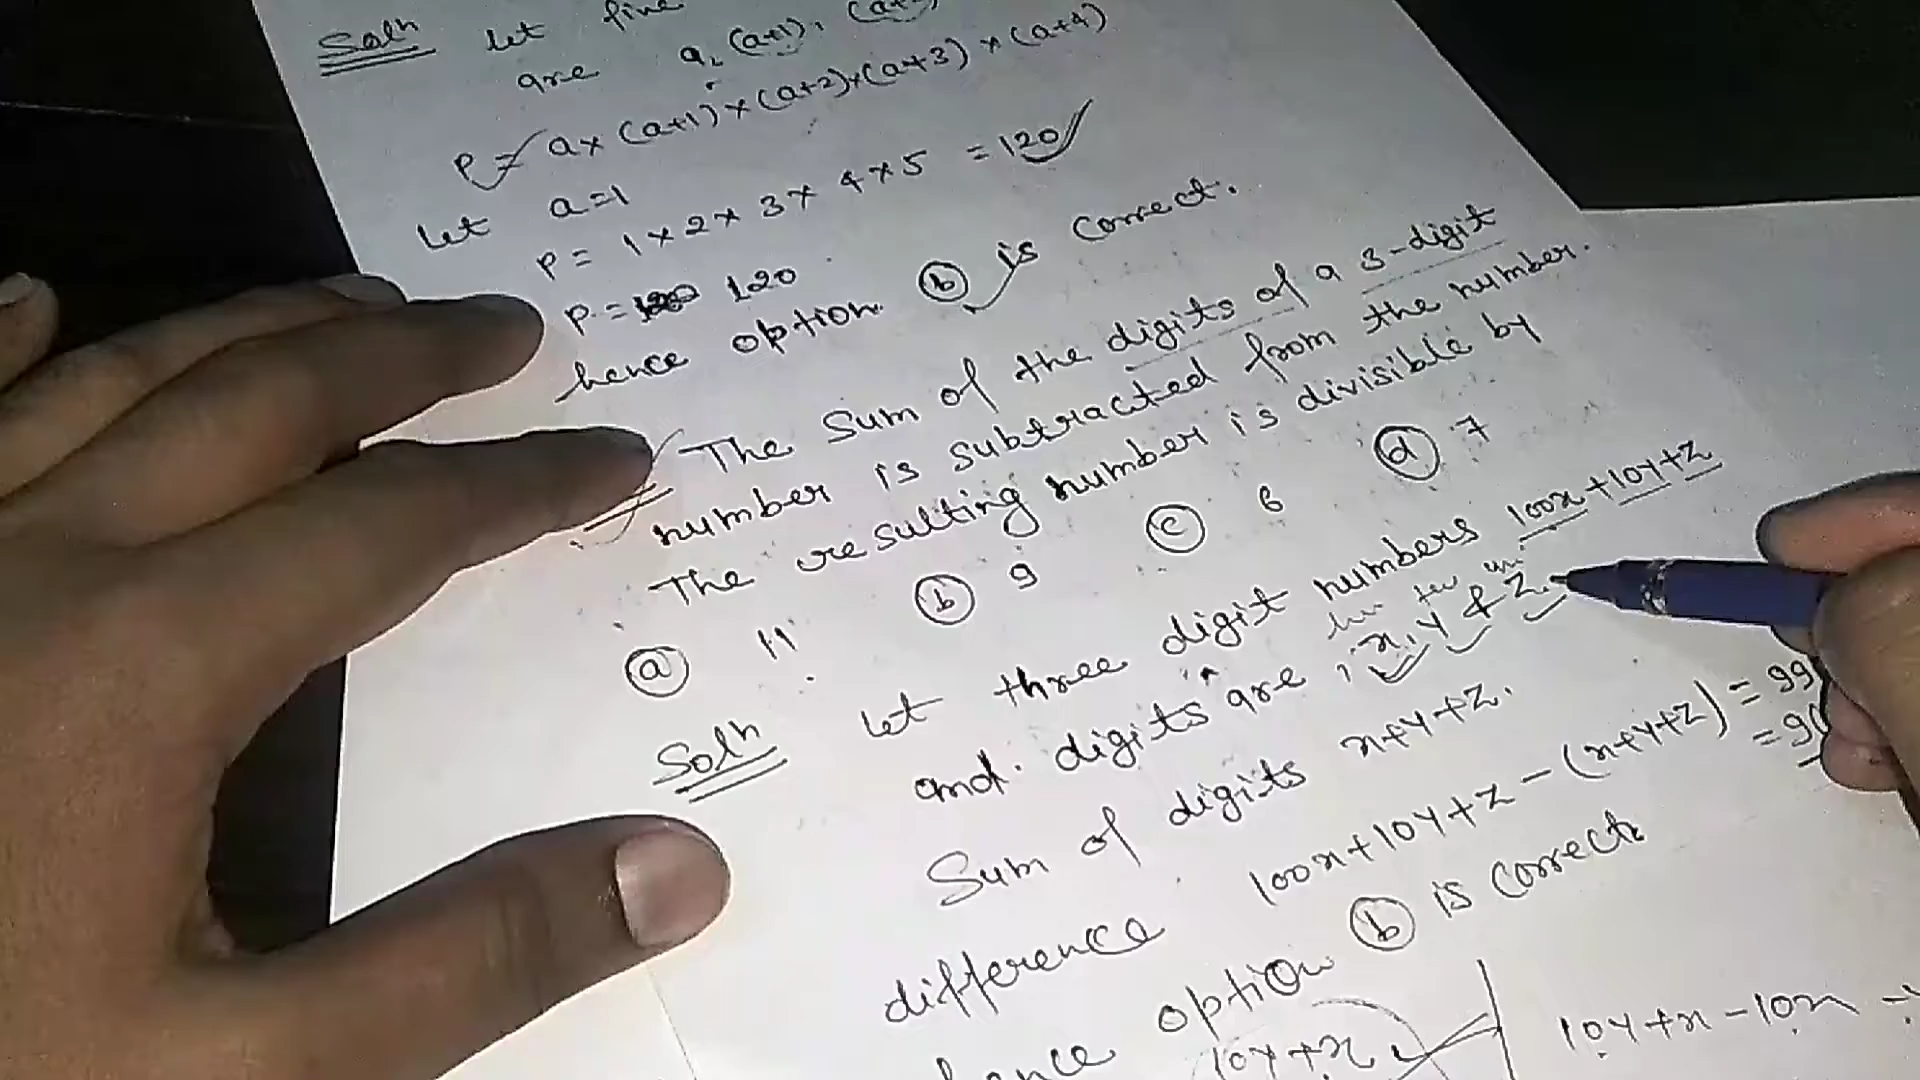 Soln Let five
are a, (a+1), (a+
P = a x (a+1) x (a+2) x (a+3) x (a+4)
Let a=1
P = 1 x 2 x 3 x 4 x 5 = 120
P = 120
hence option (b) is correct.
The Sum of the digits of a 3-digit
number is subtracted from the number.
The resulting number is divisible by
(a) 11 (b) 9 (c) 6 (d) 7
Soln Let three digit numbers 100x+10y+z
and digits are x, y & z
Sum of digits x+y+z.
difference 100x+10y+z - (x+y+z) = 99
= 9(
hence option (b) is correct
10y+x
10y+x-10x-